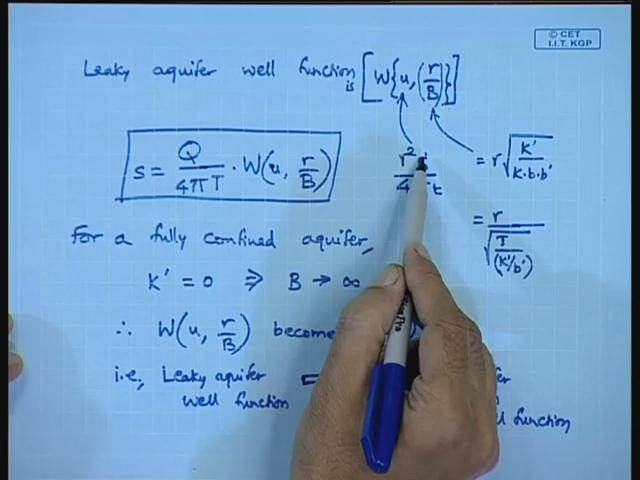 © CET
I.I.T. KGP
Leaky aquifer well function is [W{u, (r/B)}]
r²
4 t
= r√(K'/(K·b·b'))
s = Q/(4πT) · W(u, r/B)
= r/√(T/(K'/b'))
For a fully confined aquifer,
K' = 0 ⇒ B → ∞
∴ W(u, r/B) become
i.e., Leaky aquifer
well function
function